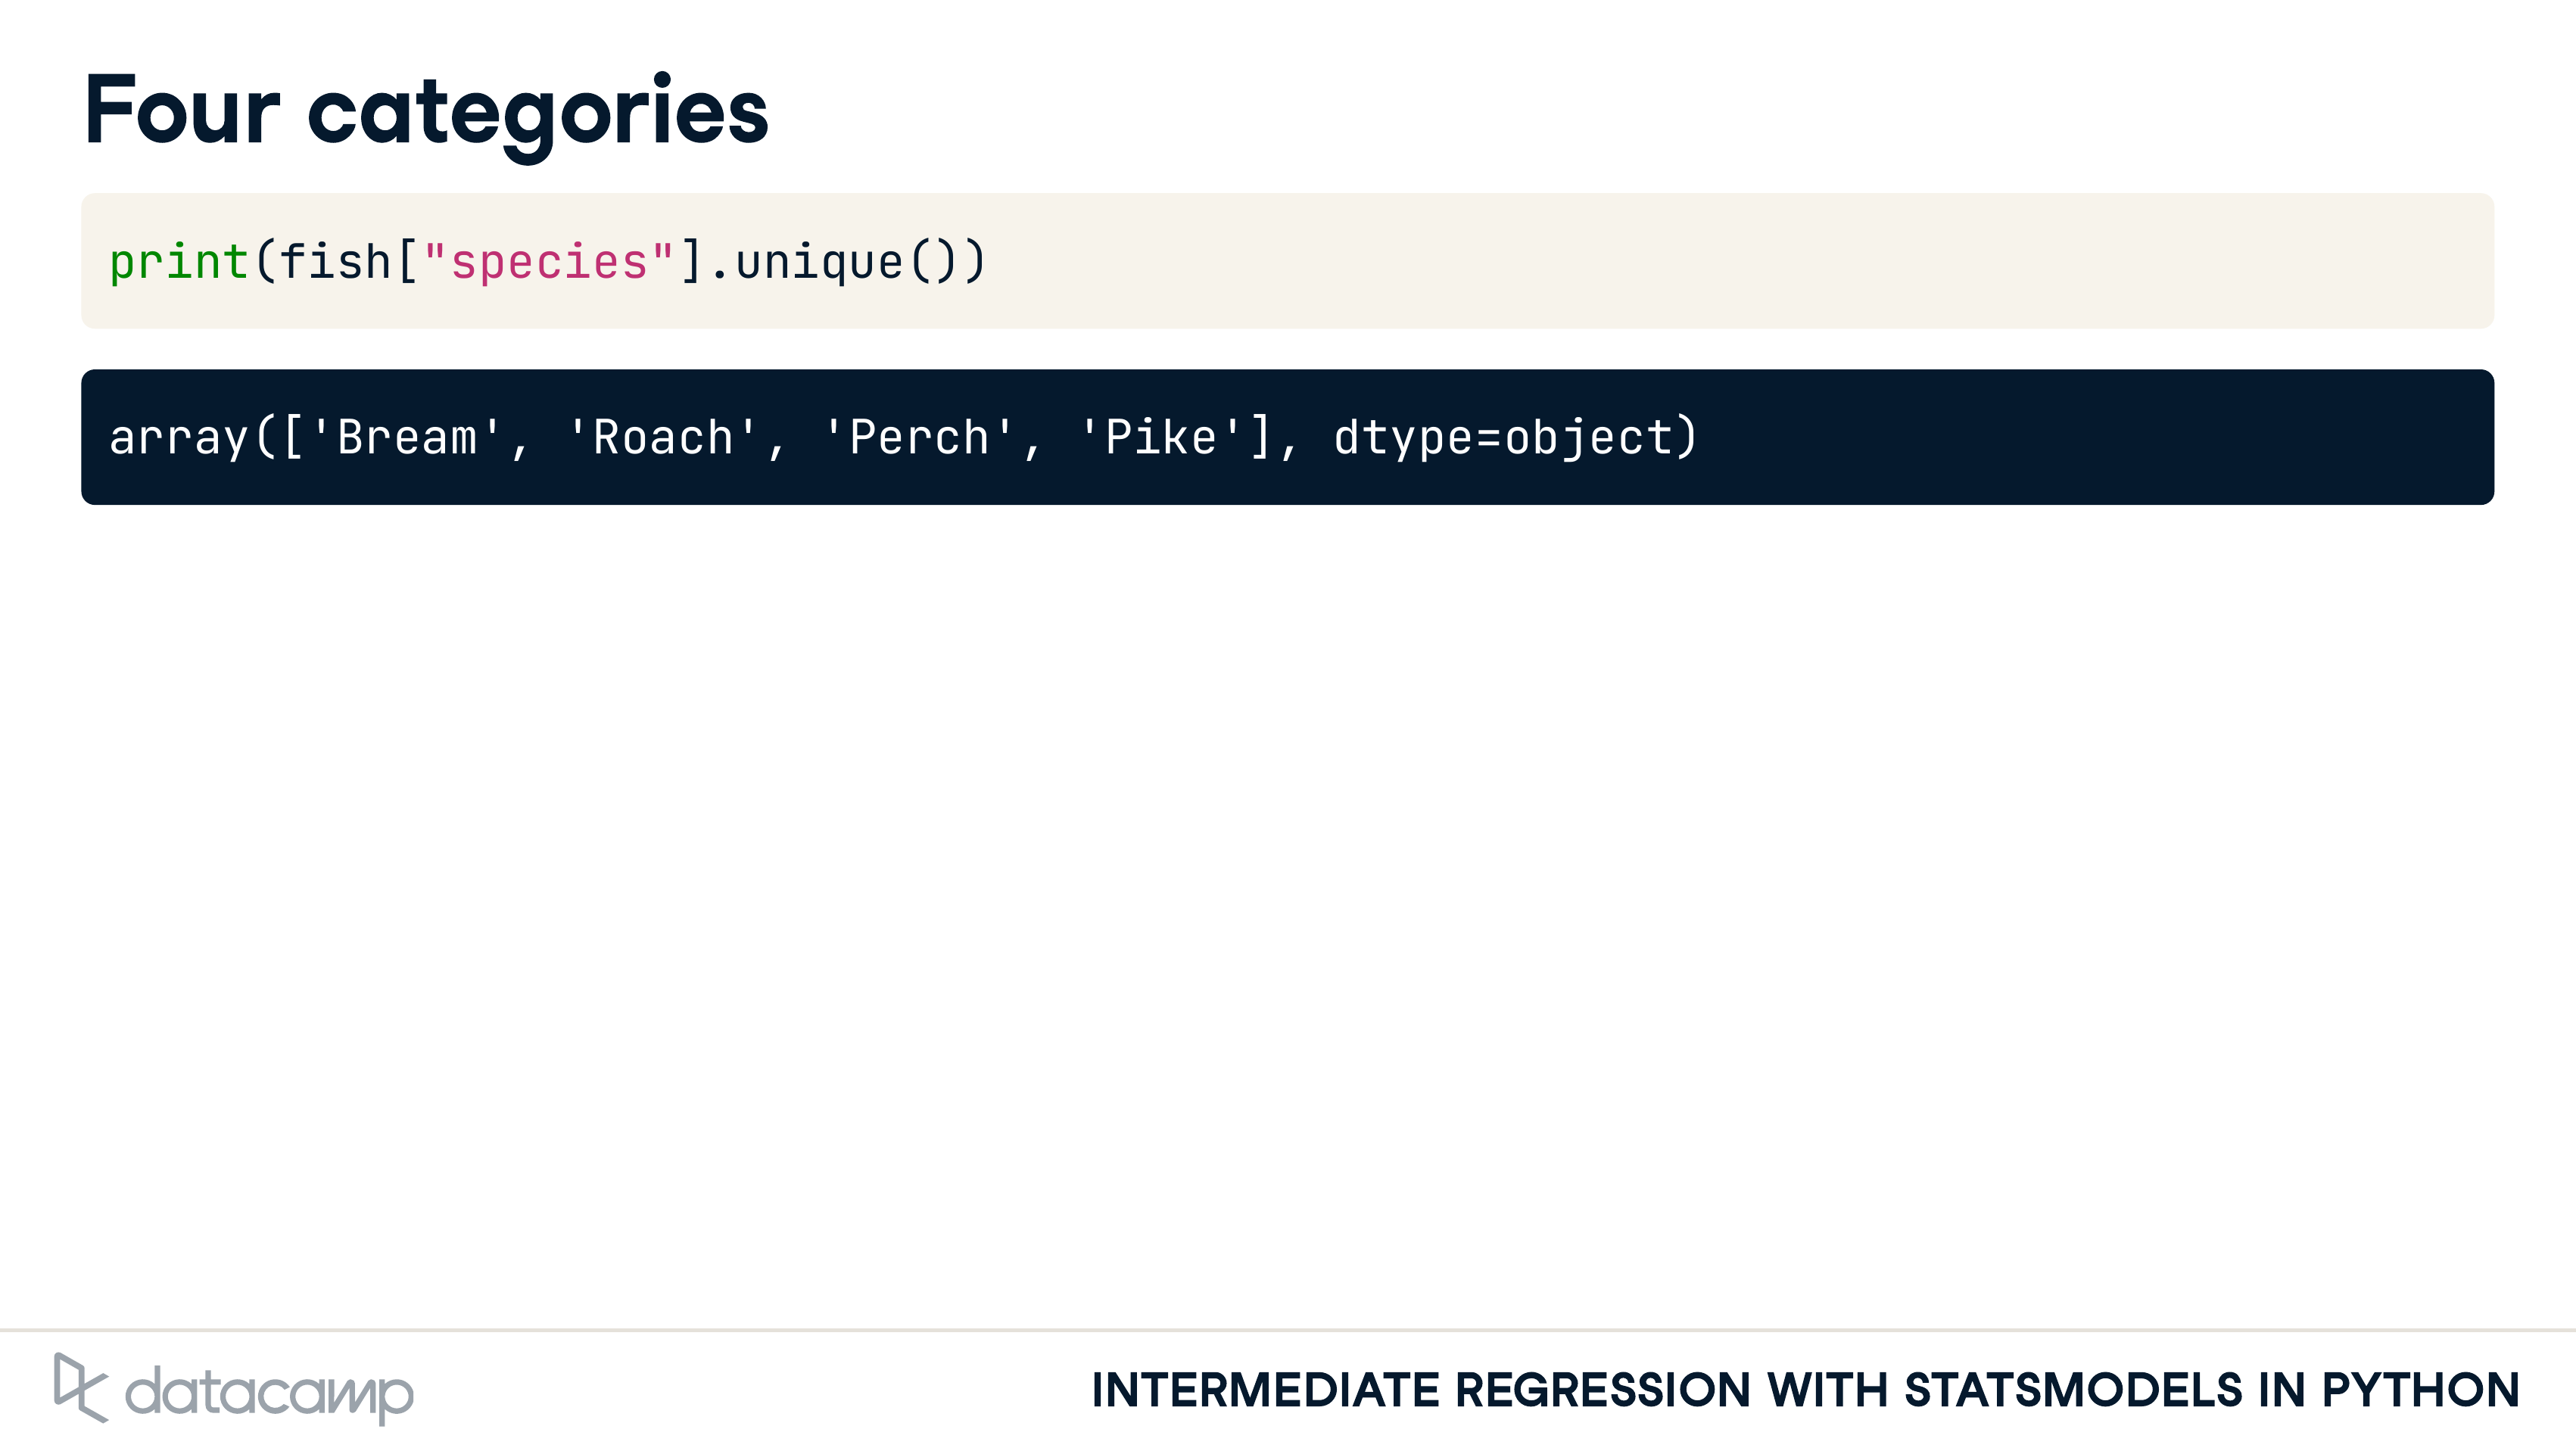 Four categories
print(fish["species"].unique())
array(['Bream', 'Roach', 'Perch', 'Pike'], dtype=object)
datacamp
INTERMEDIATE REGRESSION WITH STATSMODELS IN PYTHON